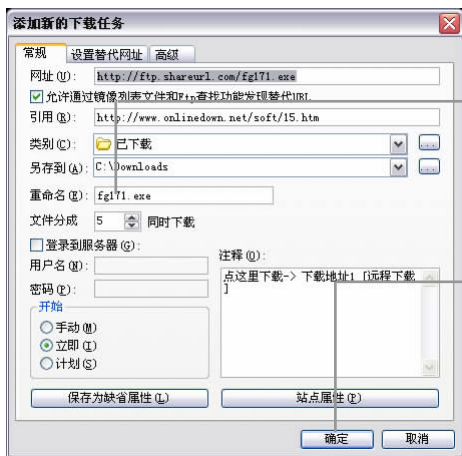 添加新的下载任务
常规 设置替代网址 高级
网址(U): http://ftp.shareurl.com/fg171.exe
允许通过镜像列表文件和Ftp查找功能发现替代URL
引用(R): http://www.onlinedown.net/soft/15.htm
类别(C): 已下载 ...
另存到(A): C:\Downloads ...
重命名(E): fg171.exe
文件分成 5 同时下载
登录到服务器(G):
用户名(N):
密码(P):
注释(O):
点这里下载-> 下载地址1 [远程下载
]
开始
手动(M)
立即(I)
计划(S)
保存为缺省属性(L) 站点属性(P)
确定 取消